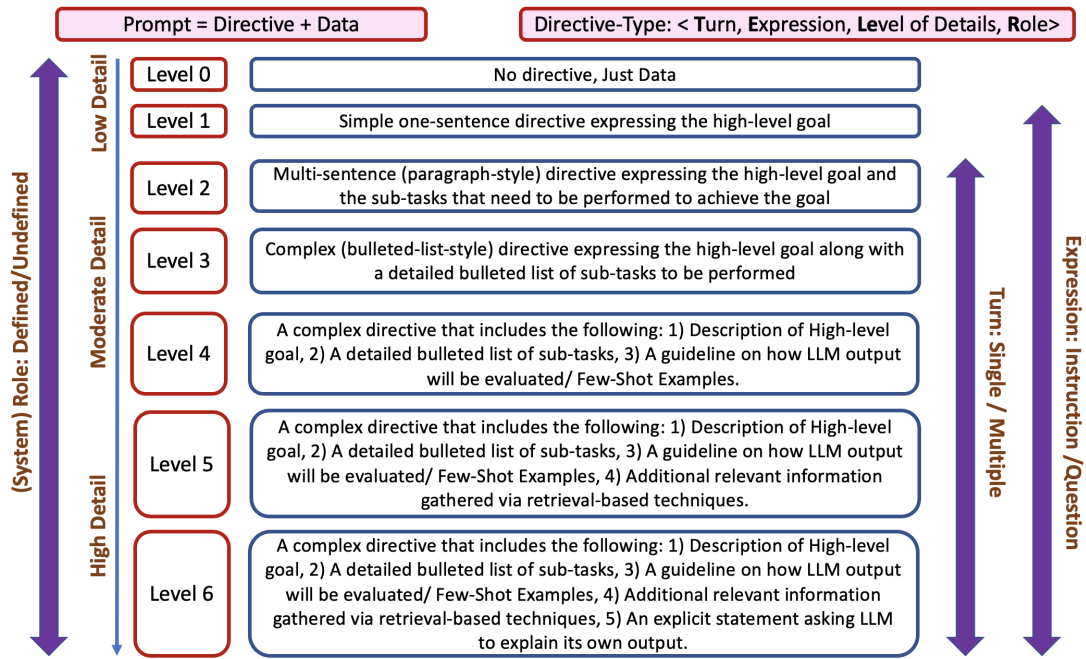 Prompt = Directive + Data
Directive-Type: < Turn, Expression, Level of Details, Role>
(System) Role: Defined/Undefined
Low Detail
Moderate Detail
High Detail
Level 0
No directive, Just Data
Level 1
Simple one-sentence directive expressing the high-level goal
Level 2
Multi-sentence (paragraph-style) directive expressing the high-level goal and
the sub-tasks that need to be performed to achieve the goal
Level 3
Complex (bulleted-list-style) directive expressing the high-level goal along with
a detailed bulleted list of sub-tasks to be performed
Level 4
A complex directive that includes the following: 1) Description of High-level
goal, 2) A detailed bulleted list of sub-tasks, 3) A guideline on how LLM output
will be evaluated/ Few-Shot Examples.
Level 5
A complex directive that includes the following: 1) Description of High-level
goal, 2) A detailed bulleted list of sub-tasks, 3) A guideline on how LLM output
will be evaluated/ Few-Shot Examples, 4) Additional relevant information
gathered via retrieval-based techniques.
Level 6
A complex directive that includes the following: 1) Description of High-level
goal, 2) A detailed bulleted list of sub-tasks, 3) A guideline on how LLM output
will be evaluated/ Few-Shot Examples, 4) Additional relevant information
gathered via retrieval-based techniques, 5) An explicit statement asking LLM
to explain its own output.
Turn: Single / Multiple
Expression: Instruction /Question